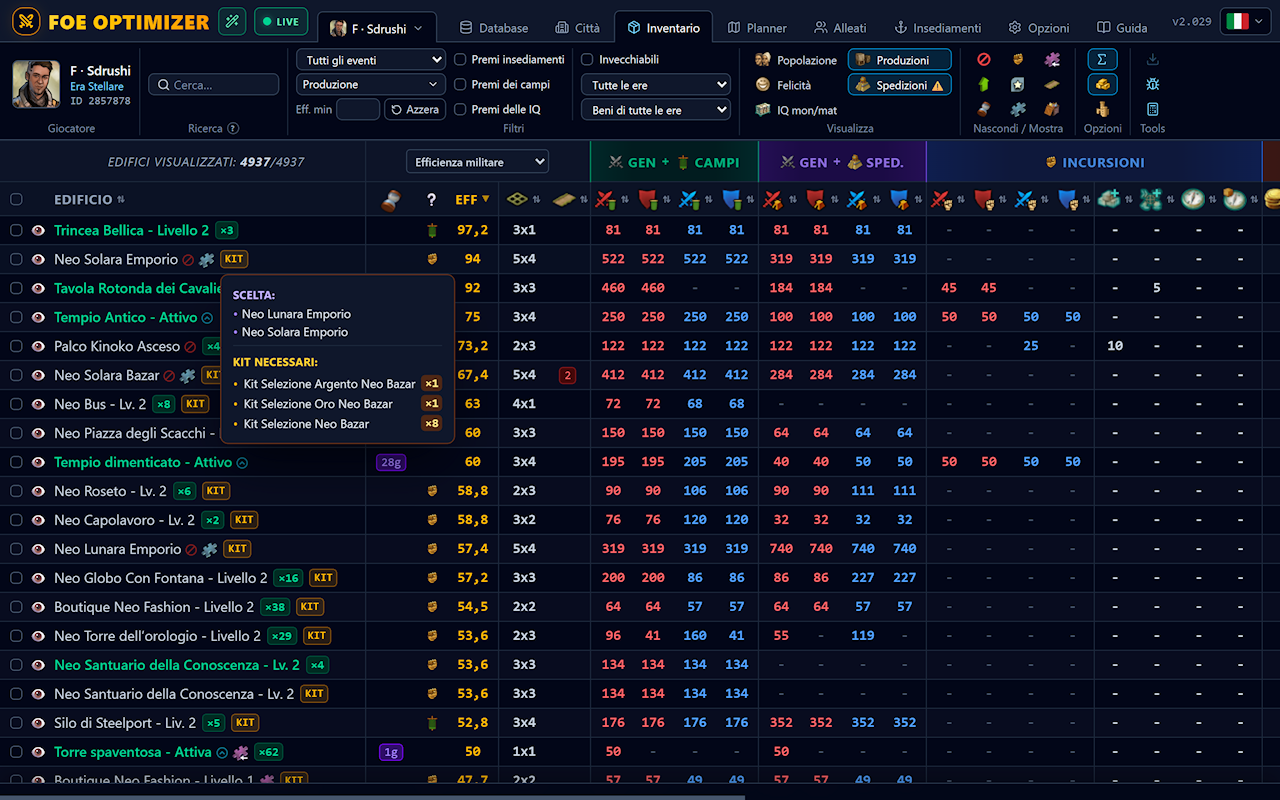 FOE OPTIMIZER LIVE F · Sdrushi Database Città Inventario Planner Alleati Insediamenti Opzioni Guida v2.029
F · Sdrushi
Era Stellare
ID 2857878
Giocatore
Cerca...
Ricerca ?
Tutti gli eventi Premi insediamenti Invecchiabili
Produzione Premi dei campi Tutte le ere
Eff. min Azzera Premi delle IQ Beni di tutte le ere
Filtri
Popolazione Produzioni
Felicità Spedizioni
IQ mon/mat
Visualizza
Nascondi / Mostra
Σ
Opzioni
Tools
EDIFICI VISUALIZZATI: 4937/4937 Efficienza militare GEN + CAMPI GEN + SPED. INCURSIONI
EDIFICIO ? EFF
Trincea Bellica - Livello 2 ×3 97,2 3x1 81 81 81 81 81 81 81 81 - - - - - - - -
Neo Solara Emporio KIT 94 5x4 522 522 522 522 319 319 319 319 - - - - - - - -
Tavola Rotonda dei Cavalie 92 3x3 460 460 - - 184 184 - - 45 45 - - - 5 - -
Tempio Antico - Attivo 75 3x4 250 250 250 250 100 100 100 100 50 50 50 50 - - - -
Palco Kinoko Asceso ×4 73,2 2x3 122 122 122 122 122 122 122 122 - - 25 - 10 - - -
Neo Solara Bazar KIT 67,4 5x4 2 412 412 412 412 284 284 284 284 - - - - - - - -
Neo Bus - Lv. 2 ×8 KIT 63 4x1 72 72 68 68 - - - - - - - - - - - -
Neo Piazza degli Scacchi - 60 3x3 150 150 150 150 64 64 64 64 - - - - - - - -
Tempio dimenticato - Attivo 28g 60 3x4 195 195 205 205 40 40 50 50 50 50 50 50 - - - -
Neo Roseto - Lv. 2 ×6 KIT 58,8 2x3 90 90 106 106 90 90 111 111 - - - - - - - -
Neo Capolavoro - Lv. 2 ×2 KIT 58,8 3x2 76 76 120 120 32 32 32 32 - - - - - - - -
Neo Lunara Emporio KIT 57,4 5x4 319 319 319 319 740 740 740 740 - - - - - - - -
Neo Globo Con Fontana - Livello 2 ×16 KIT 57,2 3x3 200 200 86 86 86 86 227 227 - - - - - - - -
Boutique Neo Fashion - Livello 2 ×38 KIT 54,5 2x2 64 64 57 57 64 64 57 57 - - - - - - - -
Neo Torre dell'orologio - Livello 2 ×29 KIT 53,6 2x3 96 41 160 41 55 - 119 - - - - - - - - -
Neo Santuario della Conoscenza - Lv. 2 ×4 53,6 3x3 134 134 134 134 - - - - - - - - - - - -
Neo Santuario della Conoscenza - Lv. 2 KIT 53,6 3x3 134 134 134 134 - - - - - - - - - - - -
Silo di Steelport - Liv. 2 ×5 KIT 52,8 3x4 176 176 176 176 352 352 352 352 - - - - - - - -
Torre spaventosa - Attiva ×62 1g 50 1x1 50 - - - 50 - - - - - - - - - - -
Boutique Neo Fashion - Livello 1 KIT 47,7 2x2 57 57 49 49 57 57 49 49 - - - - - - - -
SCELTA:
• Neo Lunara Emporio
• Neo Solara Emporio
KIT NECESSARI:
• Kit Selezione Argento Neo Bazar ×1
• Kit Selezione Oro Neo Bazar ×1
• Kit Selezione Neo Bazar ×8